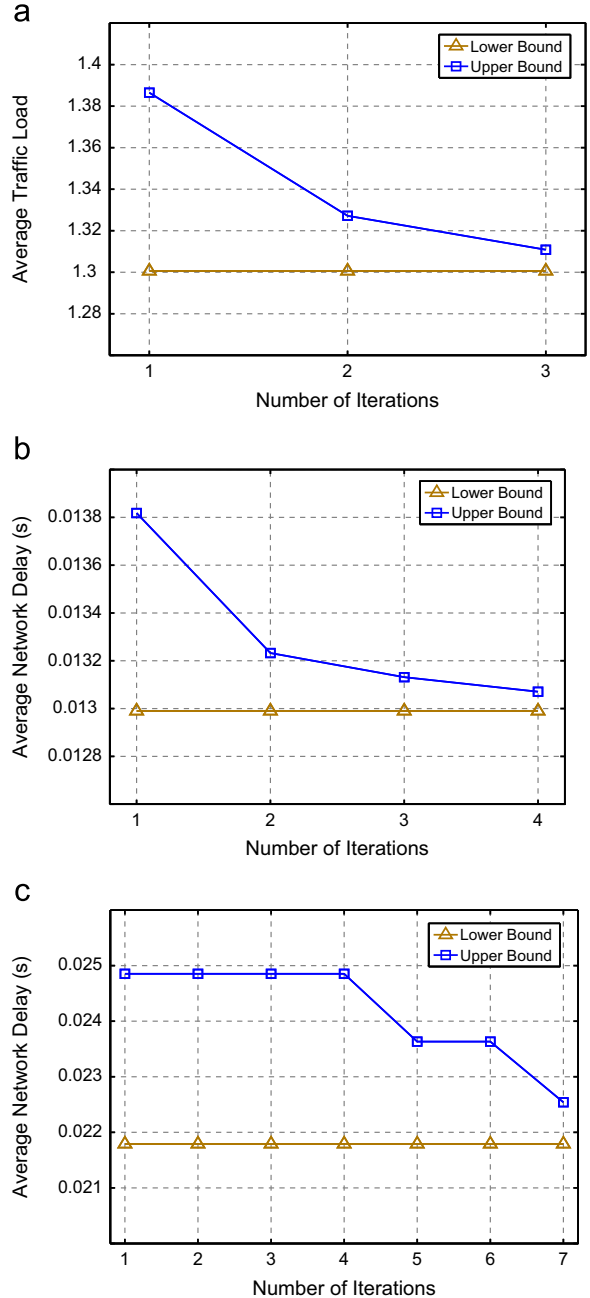 a
Lower Bound
Upper Bound
1.4
1.38
1.36
1.34
1.32
1.3
1.28
Average Traffic Load
1
2
3
Number of Iterations
b
Lower Bound
Upper Bound
0.0138
0.0136
0.0134
0.0132
0.013
0.0128
Average Network Delay (s)
1
2
3
4
Number of Iterations
c
Lower Bound
Upper Bound
0.025
0.024
0.023
0.022
0.021
Average Network Delay (s)
1
2
3
4
5
6
7
Number of Iterations